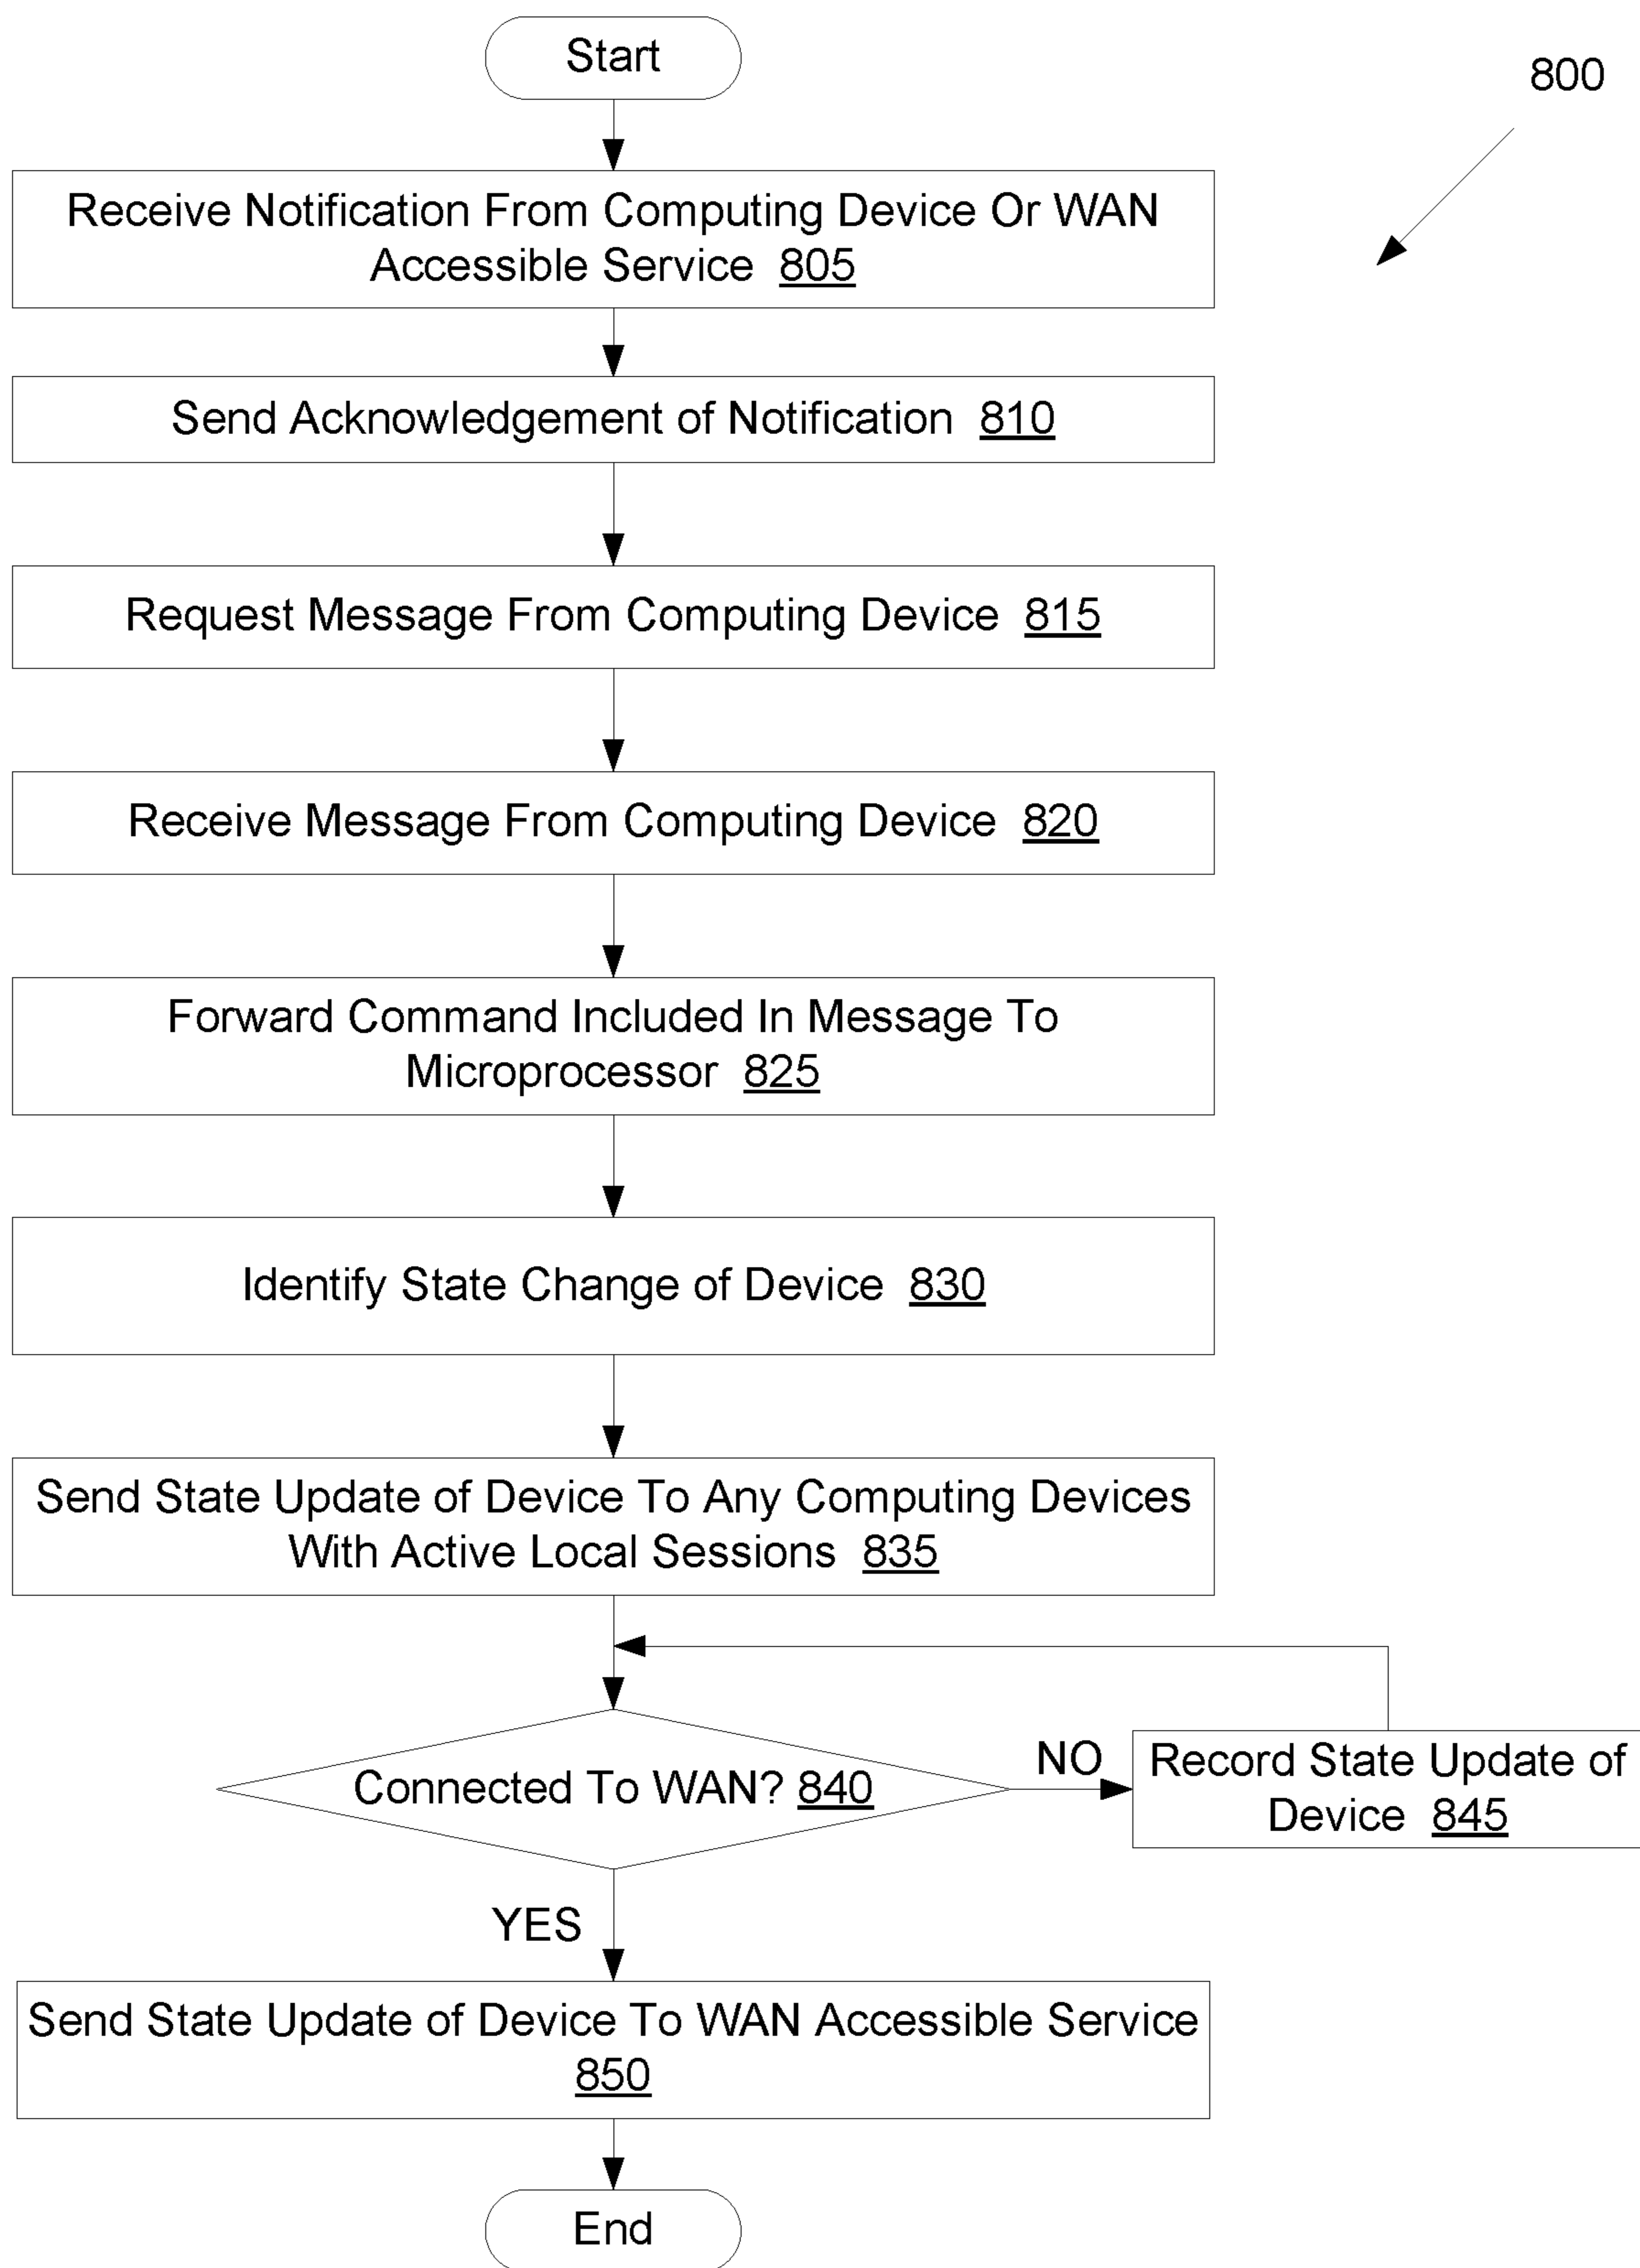 Start
800
Receive Notification From Computing Device Or WAN
Accessible Service 805
Send Acknowledgement of Notification 810
Request Message From Computing Device 815
Receive Message From Computing Device 820
Forward Command Included In Message To
Microprocessor 825
Identify State Change of Device 830
Send State Update of Device To Any Computing Devices
With Active Local Sessions 835
Connected To WAN? 840
NO
Record State Update of
Device 845
YES
Send State Update of Device To WAN Accessible Service
850
End